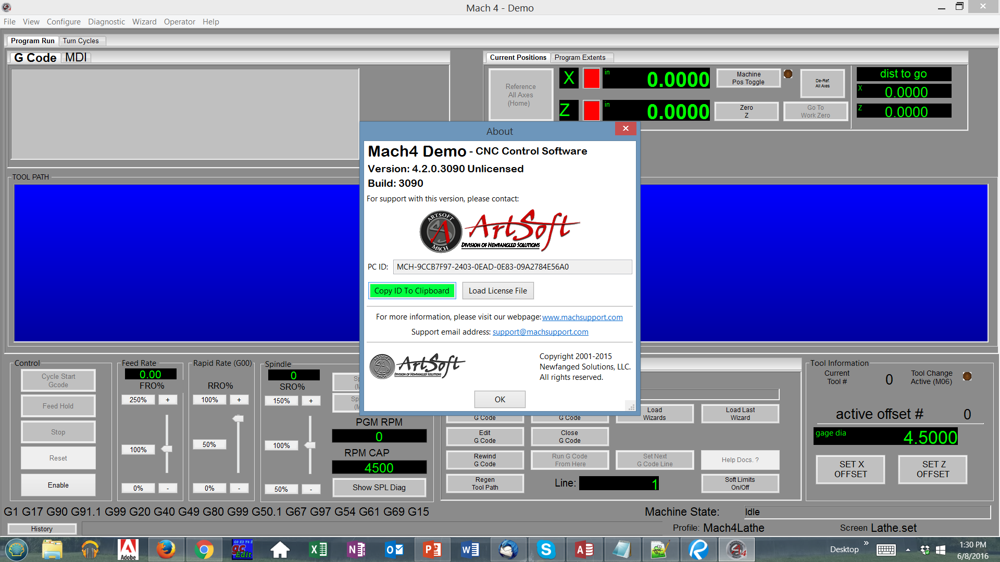 Mach 4 - Demo
File View Configure Diagnostic Wizard Operator Help
Program Run Turn Cycles
G Code MDI
Current Positions Program Extents
Reference
All Axes
(Home)
X in 0.0000
Machine
Pos Toggle
De-Ref.
All Axes
dist to go
X 0.0000
Z in 0.0000
Zero
Z
Go To
Work Zero
Z 0.0000
TOOL PATH
About
Mach4 Demo - CNC Control Software
Version: 4.2.0.3090 Unlicensed
Build: 3090
For support with this version, please contact:
ARTSOFT
MACH
ArtSoft
DIVISION OF NEWFANGLED SOLUTIONS
PC ID: MCH-9CCB7F97-2403-0EAD-0E83-09A2784E56A0
Copy ID To Clipboard Load License File
For more information, please visit our webpage: www.machsupport.com
Support email address: support@machsupport.com
ArtSoft
DIVISION OF NEWFANGLED SOLUTIONS
Copyright 2001-2015
Newfanged Solutions, LLC.
All rights reserved.
OK
Control
Cycle Start
Gcode
Feed Hold
Stop
Reset
Enable
Feed Rate
0.00
FRO%
250% +
100%
0% -
Rapid Rate (G00)
RRO%
100% +
50%
0% -
Spindle
0
SRO%
150% +
100%
50% -
PGM RPM
0
RPM CAP
4500
Show SPL Diag
G Code
G Code
Load
Wizards
Load Last
Wizard
Edit
G Code
Close
G Code
Rewind
G Code
Run G Code
From Here
Set Next
G Code Line
Help Docs. ?
Regen
Tool Path
Line: 1
Soft Limits
On/Off
Tool Information
Current
Tool #
0
Tool Change
Active (M06)
active offset # 0
gage dia 4.5000
SET X
OFFSET
SET Z
OFFSET
G1 G17 G90 G91.1 G99 G20 G40 G49 G80 G99 G50.1 G67 G97 G54 G61 G69 G15
Machine State: Idle
History
Profile: Mach4Lathe
Screen Lathe.set
Adobe
G0 X3 Y4 Z
gc
Edit
Desktop
1:30 PM
6/8/2016